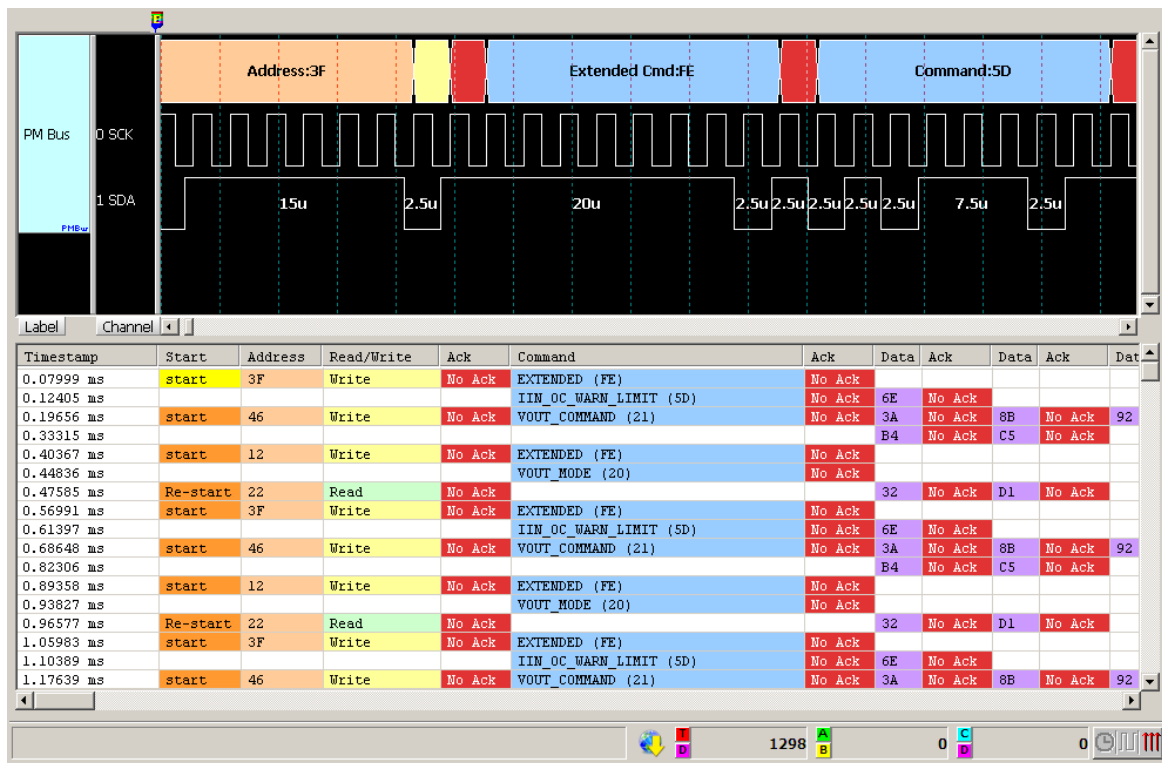 E
Address:3F Extended Cmd:FE Command:5D
PM Bus 0 SCK
1 SDA 15u 2.5u 20u 2.5u 2.5u 2.5u 2.5u 2.5u 7.5u 2.5u
Label Channel
Timestamp Start Address Read/Write Ack Command Ack Data Ack Data Ack Dat
0.07999 ms start 3F Write No Ack EXTENDED (FE) No Ack
0.12405 ms IIN_OC_WARN_LIMIT (5D) No Ack 6E No Ack
0.19656 ms start 46 Write No Ack VOUT_COMMAND (21) No Ack 3A No Ack 8B No Ack 92
0.33315 ms B4 No Ack C5 No Ack
0.40367 ms start 12 Write No Ack EXTENDED (FE) No Ack
0.44836 ms VOUT_MODE (20) No Ack
0.47585 ms Re-start 22 Read No Ack 32 No Ack D1 No Ack
0.56991 ms start 3F Write No Ack EXTENDED (FE) No Ack
0.61397 ms IIN_OC_WARN_LIMIT (5D) No Ack 6E No Ack
0.68648 ms start 46 Write No Ack VOUT_COMMAND (21) No Ack 3A No Ack 8B No Ack 92
0.82306 ms B4 No Ack C5 No Ack
0.89358 ms start 12 Write No Ack EXTENDED (FE) No Ack
0.93827 ms VOUT_MODE (20) No Ack
0.96577 ms Re-start 22 Read No Ack 32 No Ack D1 No Ack
1.05983 ms start 3F Write No Ack EXTENDED (FE) No Ack
1.10389 ms IIN_OC_WARN_LIMIT (5D) No Ack 6E No Ack
1.17639 ms start 46 Write No Ack VOUT_COMMAND (21) No Ack 3A No Ack 8B No Ack 92
T D 1298 A B 0 C D 0